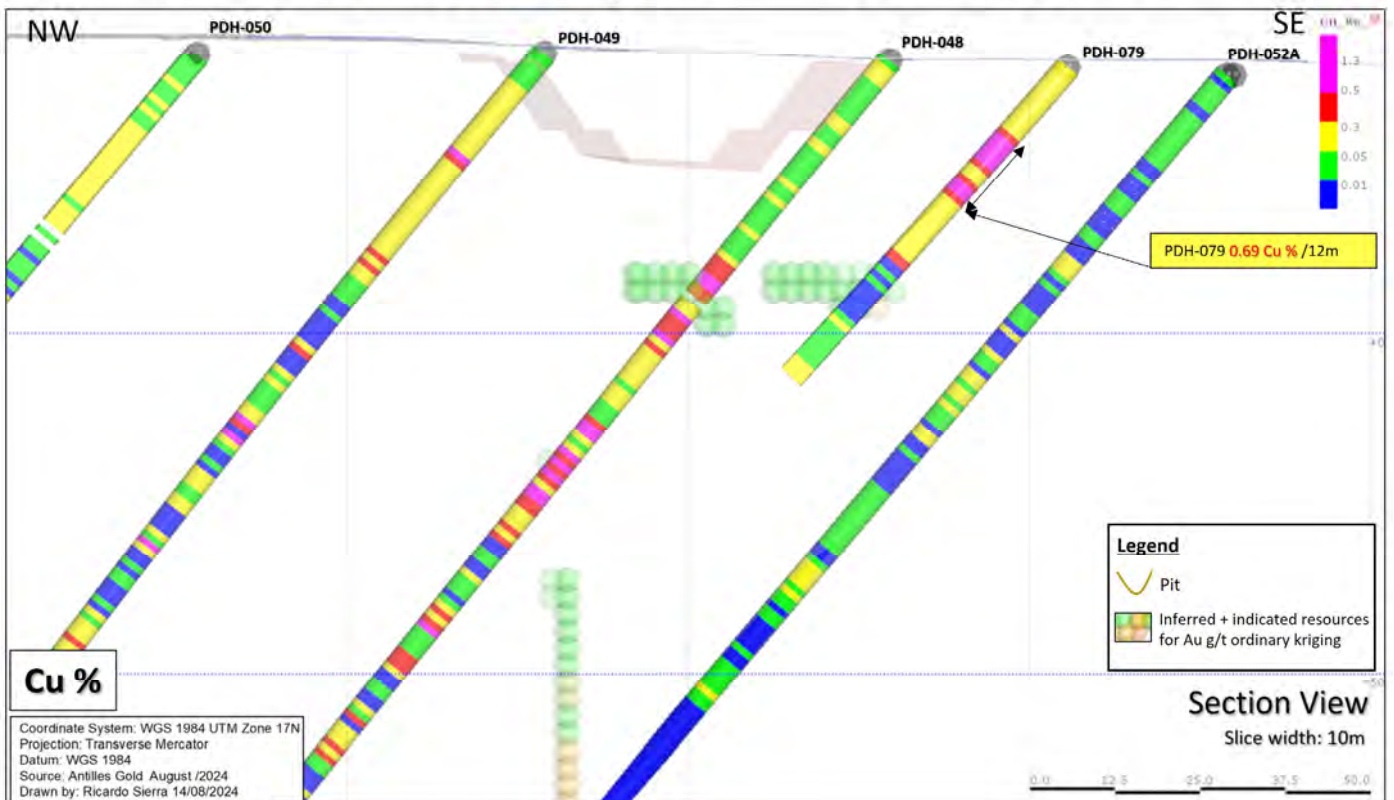 NW
PDH-050
PDH-049
PDH-048
PDH-079
PDH-052A
SE
1.3
0.5
0.3
0.05
0.01
PDH-079 0.69 Cu % /12m
Legend
Pit
Inferred + indicated resources
for Au g/t ordinary kriging
Cu %
Coordinate System: WGS 1984 UTM Zone 17N
Projection: Transverse Mercator
Datum: WGS 1984
Source: Antilles Gold August /2024
Drawn by: Ricardo Sierra 14/08/2024
Section View
Slice width: 10m
0.0 12.5 25.0 37.5 50.0